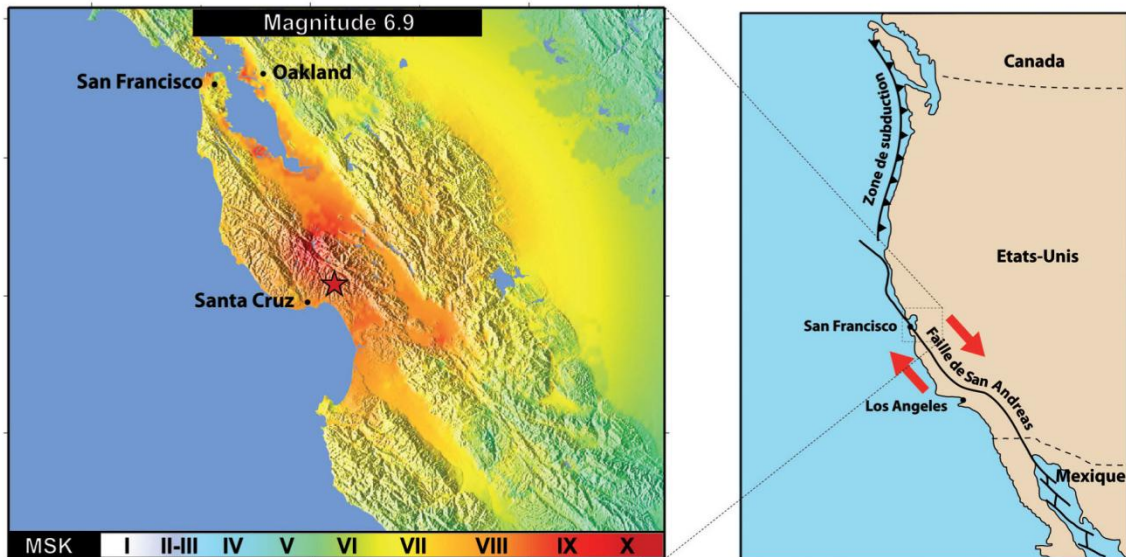 Magnitude 6.9
San Francisco
Oakland
Santa Cruz
MSK I II-III IV V VI VII VIII IX X
Canada
Zone de subduction
Etats-Unis
San Francisco
Faille de San Andreas
Los Angeles
Mexique